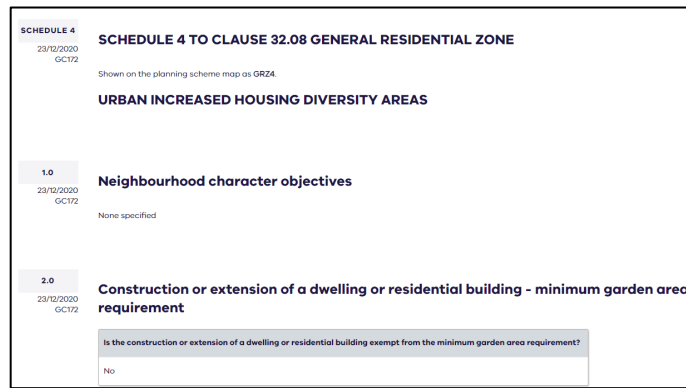 SCHEDULE 4
23/12/2020
GC172
SCHEDULE 4 TO CLAUSE 32.08 GENERAL RESIDENTIAL ZONE
Shown on the planning scheme map as GRZ4.
URBAN INCREASED HOUSING DIVERSITY AREAS
1.0
23/12/2020
GC172
Neighbourhood character objectives
None specified
2.0
23/12/2020
GC172
Construction or extension of a dwelling or residential building - minimum garden area
requirement
Is the construction or extension of a dwelling or residential building exempt from the minimum garden area requirement?
No